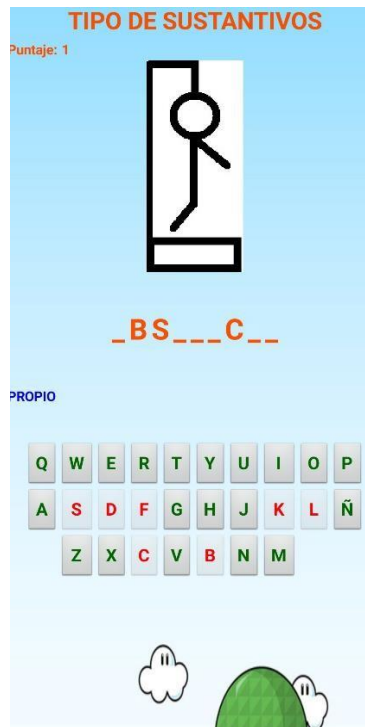 TIPO DE SUSTANTIVOS
Puntaje: 1
_BS___C__
PROPIO
Q W E R T Y U I O P
A S D F G H J K L Ñ
Z X C V B N M